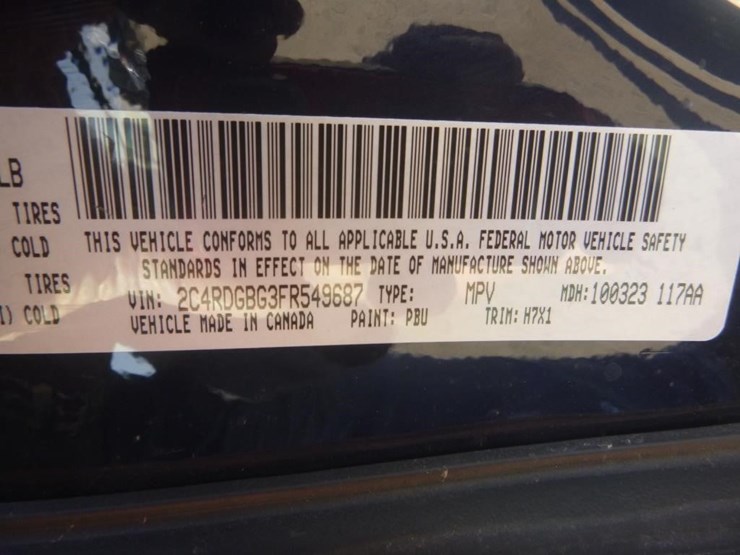 LB
TIRES
COLD
TIRES
I) COLD
THIS VEHICLE CONFORMS TO ALL APPLICABLE U.S.A. FEDERAL MOTOR VEHICLE SAFETY
STANDARDS IN EFFECT ON THE DATE OF MANUFACTURE SHOWN ABOVE.
VIN: 2C4RDGBG3FR549687 TYPE: MPV MDH:100323 117AA
VEHICLE MADE IN CANADA PAINT: PBU TRIM: H7X1